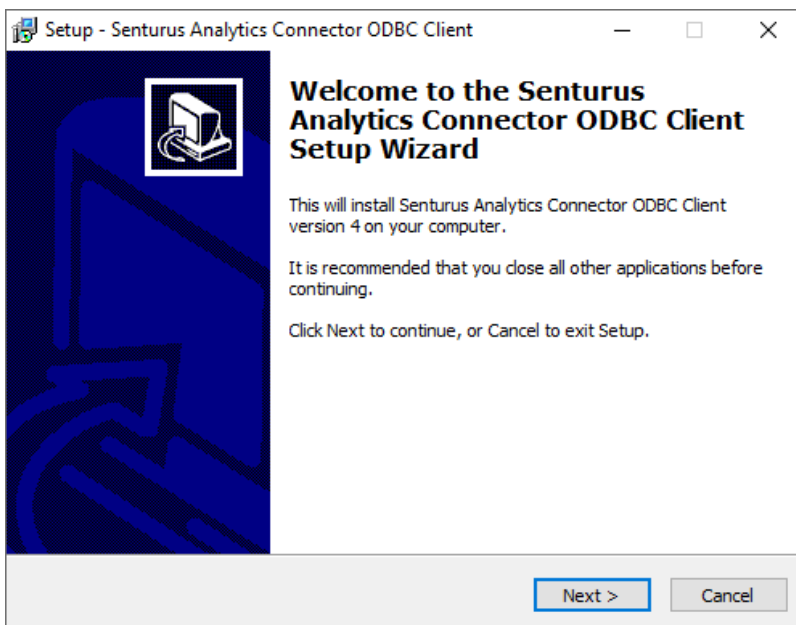 Setup - Senturus Analytics Connector ODBC Client
Welcome to the Senturus
Analytics Connector ODBC Client
Setup Wizard
This will install Senturus Analytics Connector ODBC Client
version 4 on your computer.
It is recommended that you close all other applications before
continuing.
Click Next to continue, or Cancel to exit Setup.
Next >
Cancel